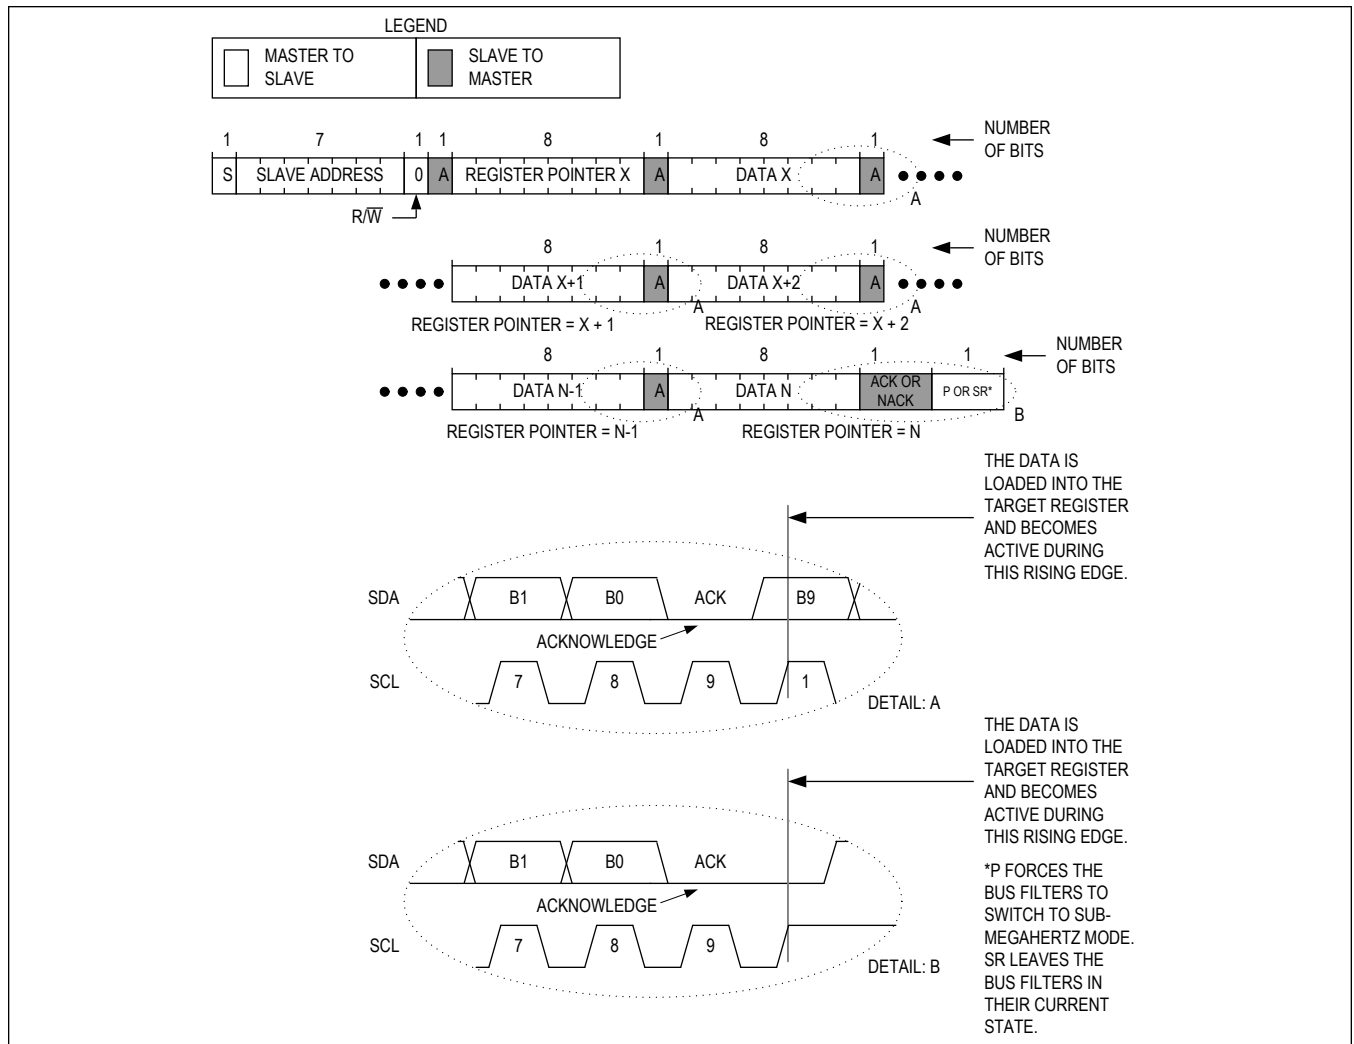 LEGEND
MASTER TO
SLAVE
SLAVE TO
MASTER
1 7 1 1 8 1 8 1 NUMBER
OF BITS
S SLAVE ADDRESS 0 A REGISTER POINTER X A DATA X A
A
R/W̅
8 1 8 1 NUMBER
OF BITS
DATA X+1 A DATA X+2 A
A A
REGISTER POINTER = X + 1 REGISTER POINTER = X + 2
8 1 8 1 1 NUMBER
OF BITS
DATA N-1 A DATA N ACK OR
NACK P OR SR*
A B
REGISTER POINTER = N-1 REGISTER POINTER = N
THE DATA IS
LOADED INTO THE
TARGET REGISTER
AND BECOMES
ACTIVE DURING
THIS RISING EDGE.
SDA B1 B0 ACK B9
ACKNOWLEDGE
SCL 7 8 9 1
DETAIL: A
THE DATA IS
LOADED INTO THE
TARGET REGISTER
AND BECOMES
ACTIVE DURING
THIS RISING EDGE.
SDA B1 B0 ACK
ACKNOWLEDGE
SCL 7 8 9
DETAIL: B
*P FORCES THE
BUS FILTERS TO
SWITCH TO SUB-
MEGAHERTZ MODE.
SR LEAVES THE
BUS FILTERS IN
THEIR CURRENT
STATE.